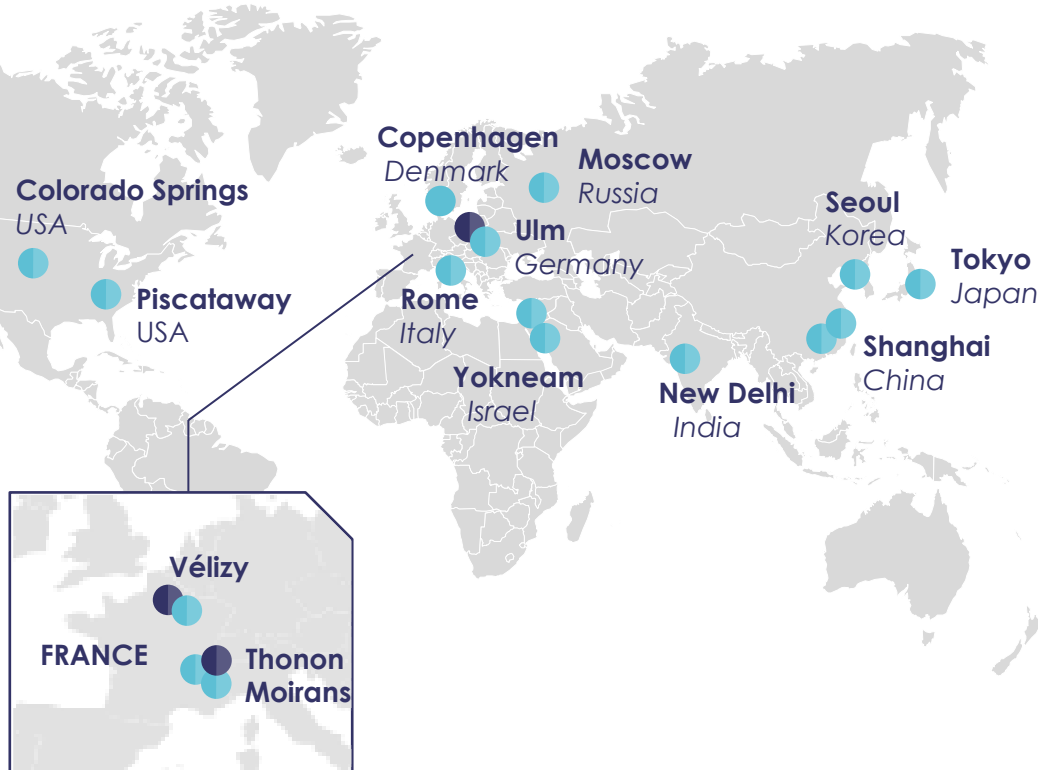 Copenhagen
Denmark
Moscow
Russia
Colorado Springs
USA
Seoul
Korea
Ulm
Germany
Tokyo
Japan
Piscataway
USA
Rome
Italy
Shanghai
China
Yokneam
Israel
New Delhi
India
Vélizy
FRANCE
Thonon
Moirans